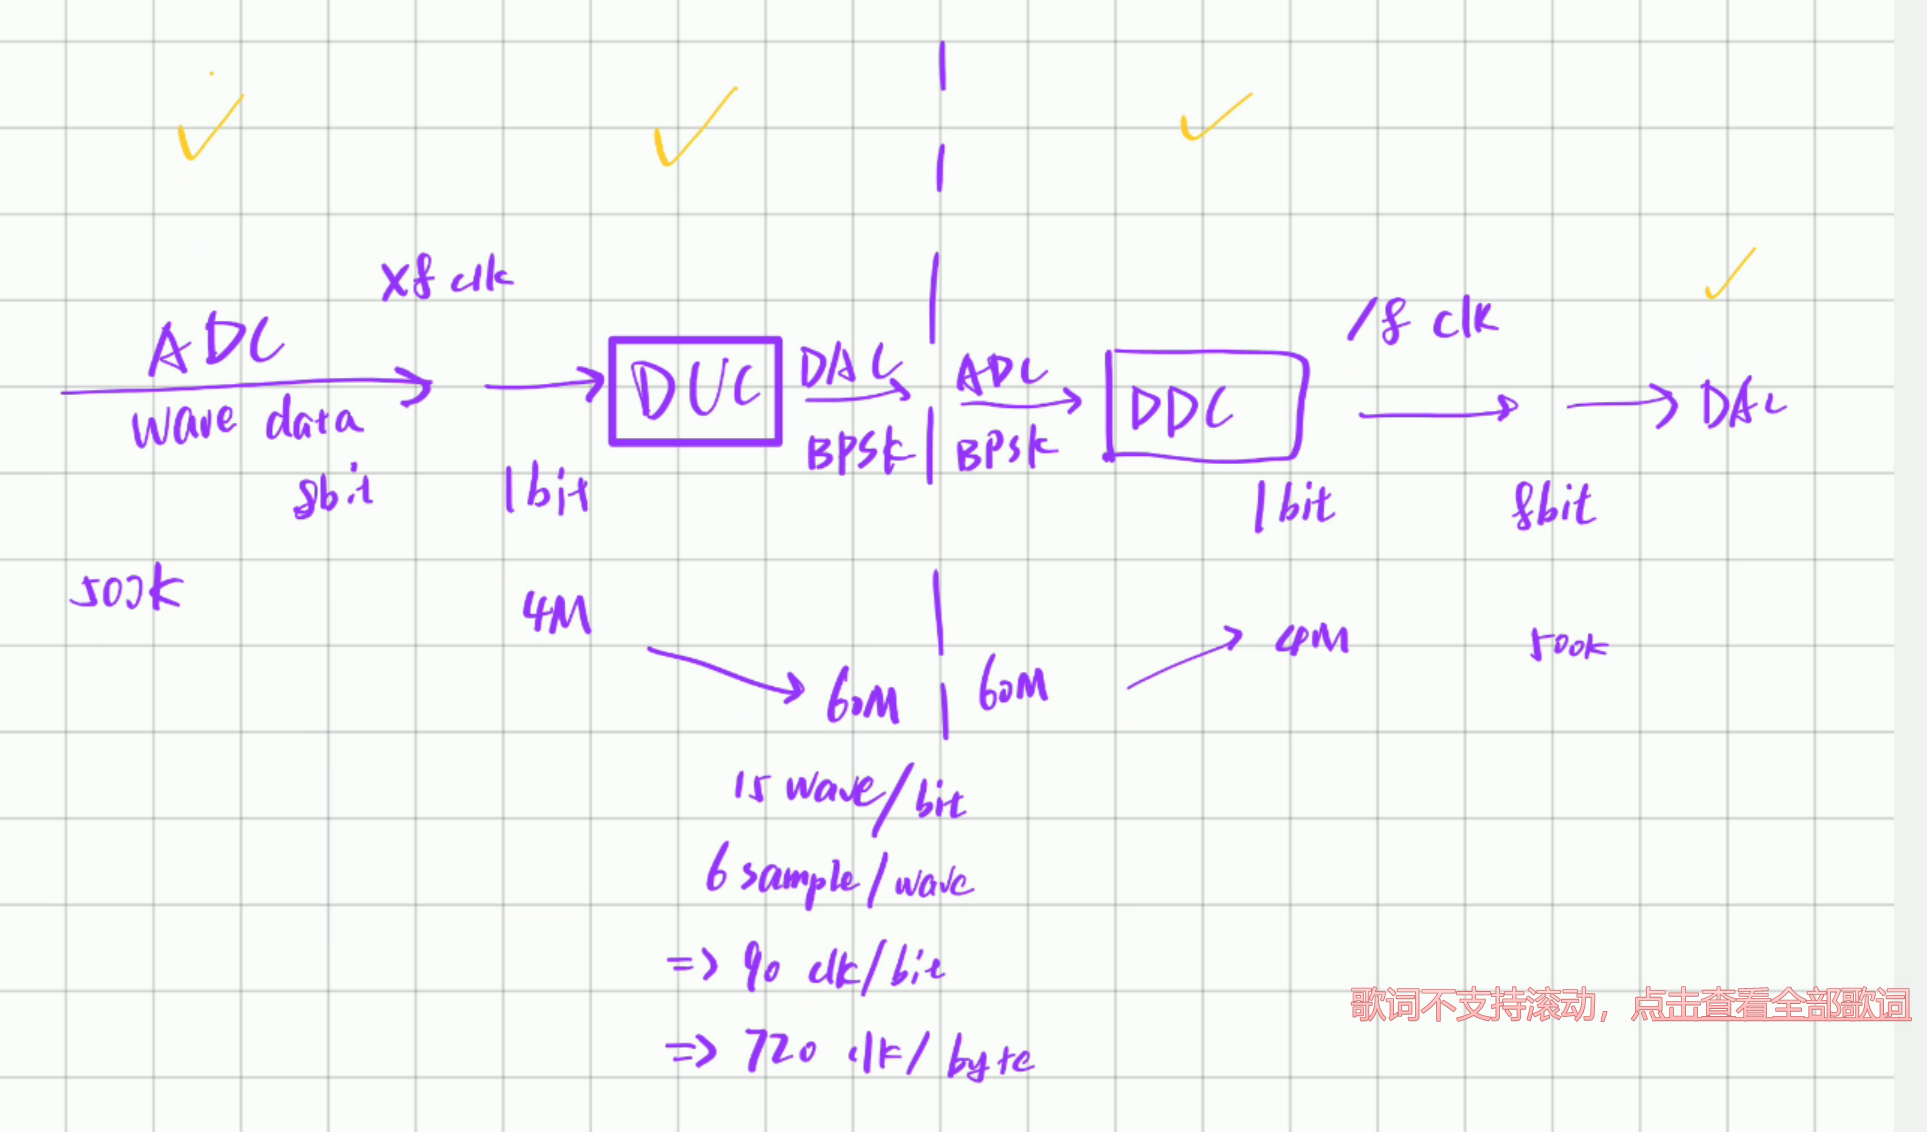 x8 clk
ADC
wave data
8bit
1bit
DUC
DAC
BPSK
ADC
BPSK
DDC
/8 clk
DAC
1bit
8bit
500k
4M
60M
60M
4M
500k
15 wave/bit
6 sample/wave
=> 90 clk/bit
=> 720 clk/byte
歌词不支持滚动，点击查看全部歌词